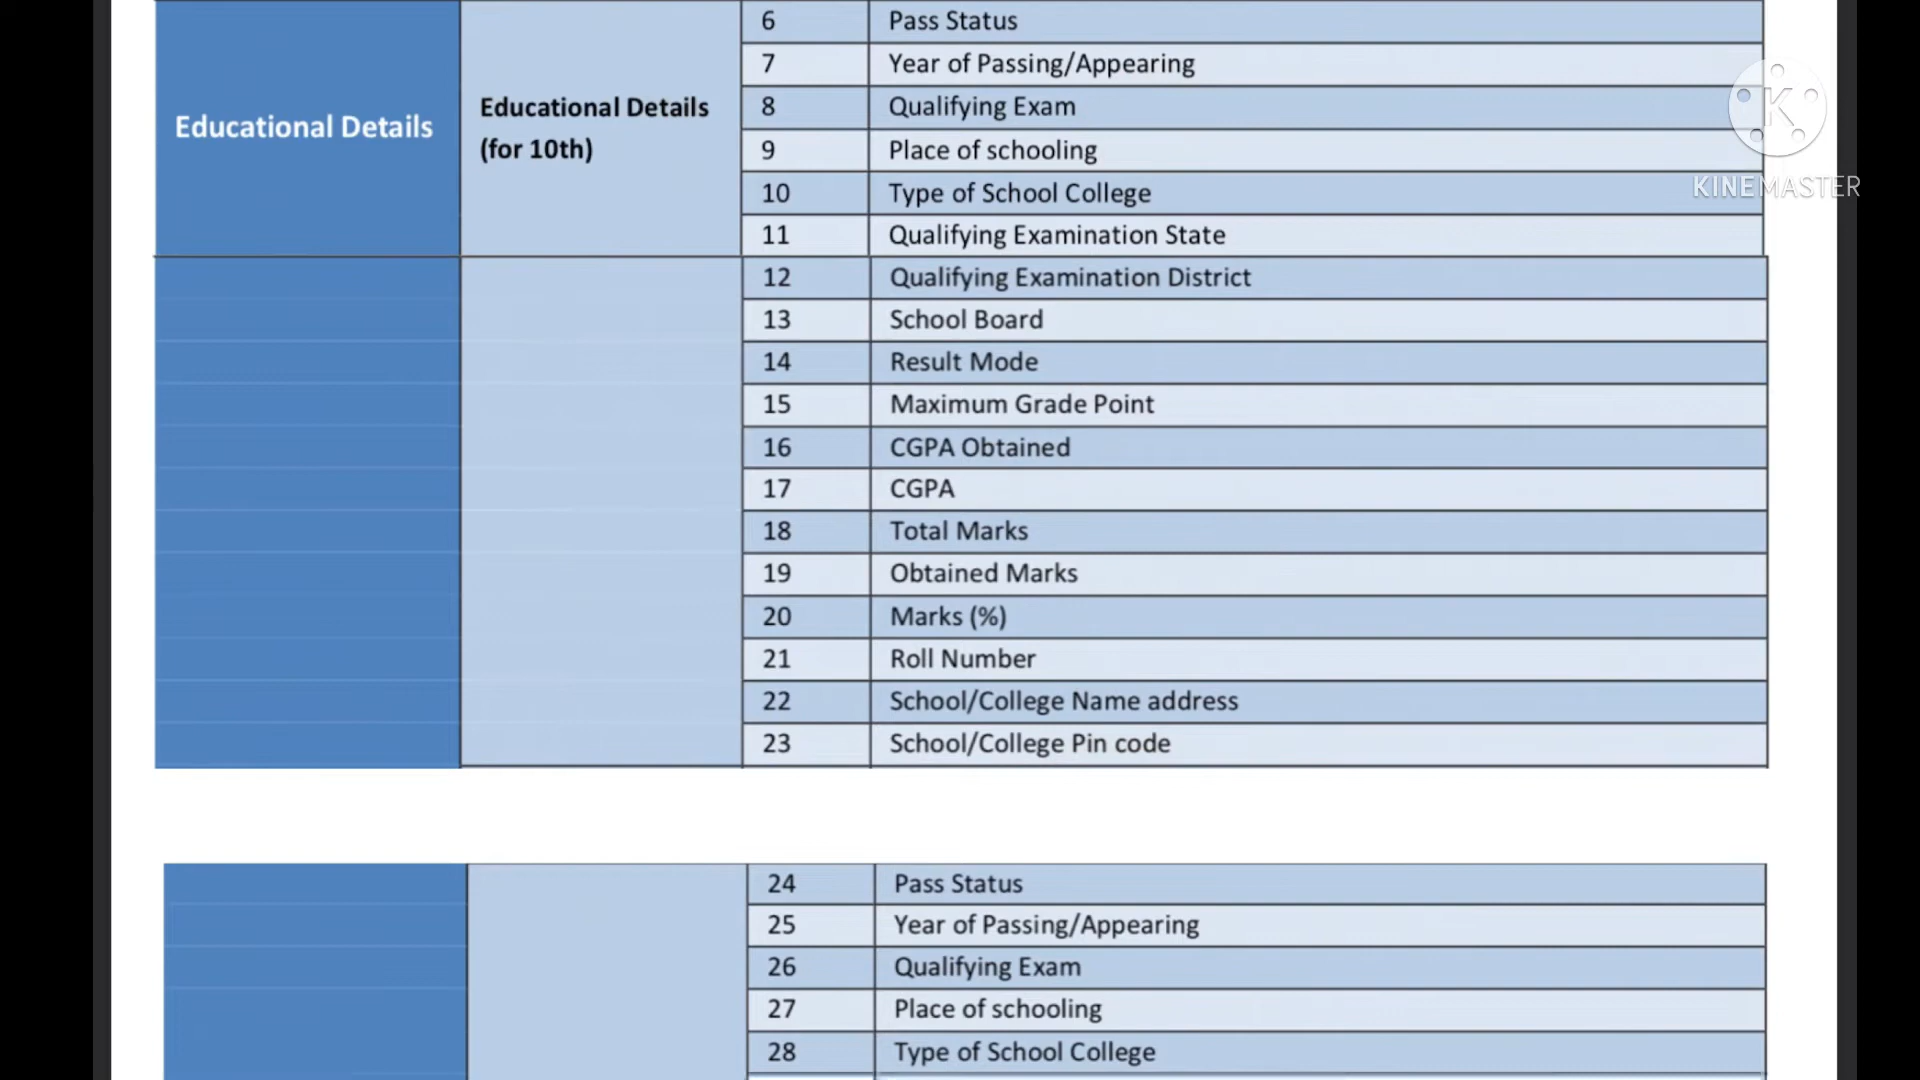 Educational Details
Educational Details
(for 10th)
6 Pass Status
7 Year of Passing/Appearing
8 Qualifying Exam
9 Place of schooling
10 Type of School College
11 Qualifying Examination State
12 Qualifying Examination District
13 School Board
14 Result Mode
15 Maximum Grade Point
16 CGPA Obtained
17 CGPA
18 Total Marks
19 Obtained Marks
20 Marks (%)
21 Roll Number
22 School/College Name address
23 School/College Pin code
24 Pass Status
25 Year of Passing/Appearing
26 Qualifying Exam
27 Place of schooling
28 Type of School College
K
KINEMASTER